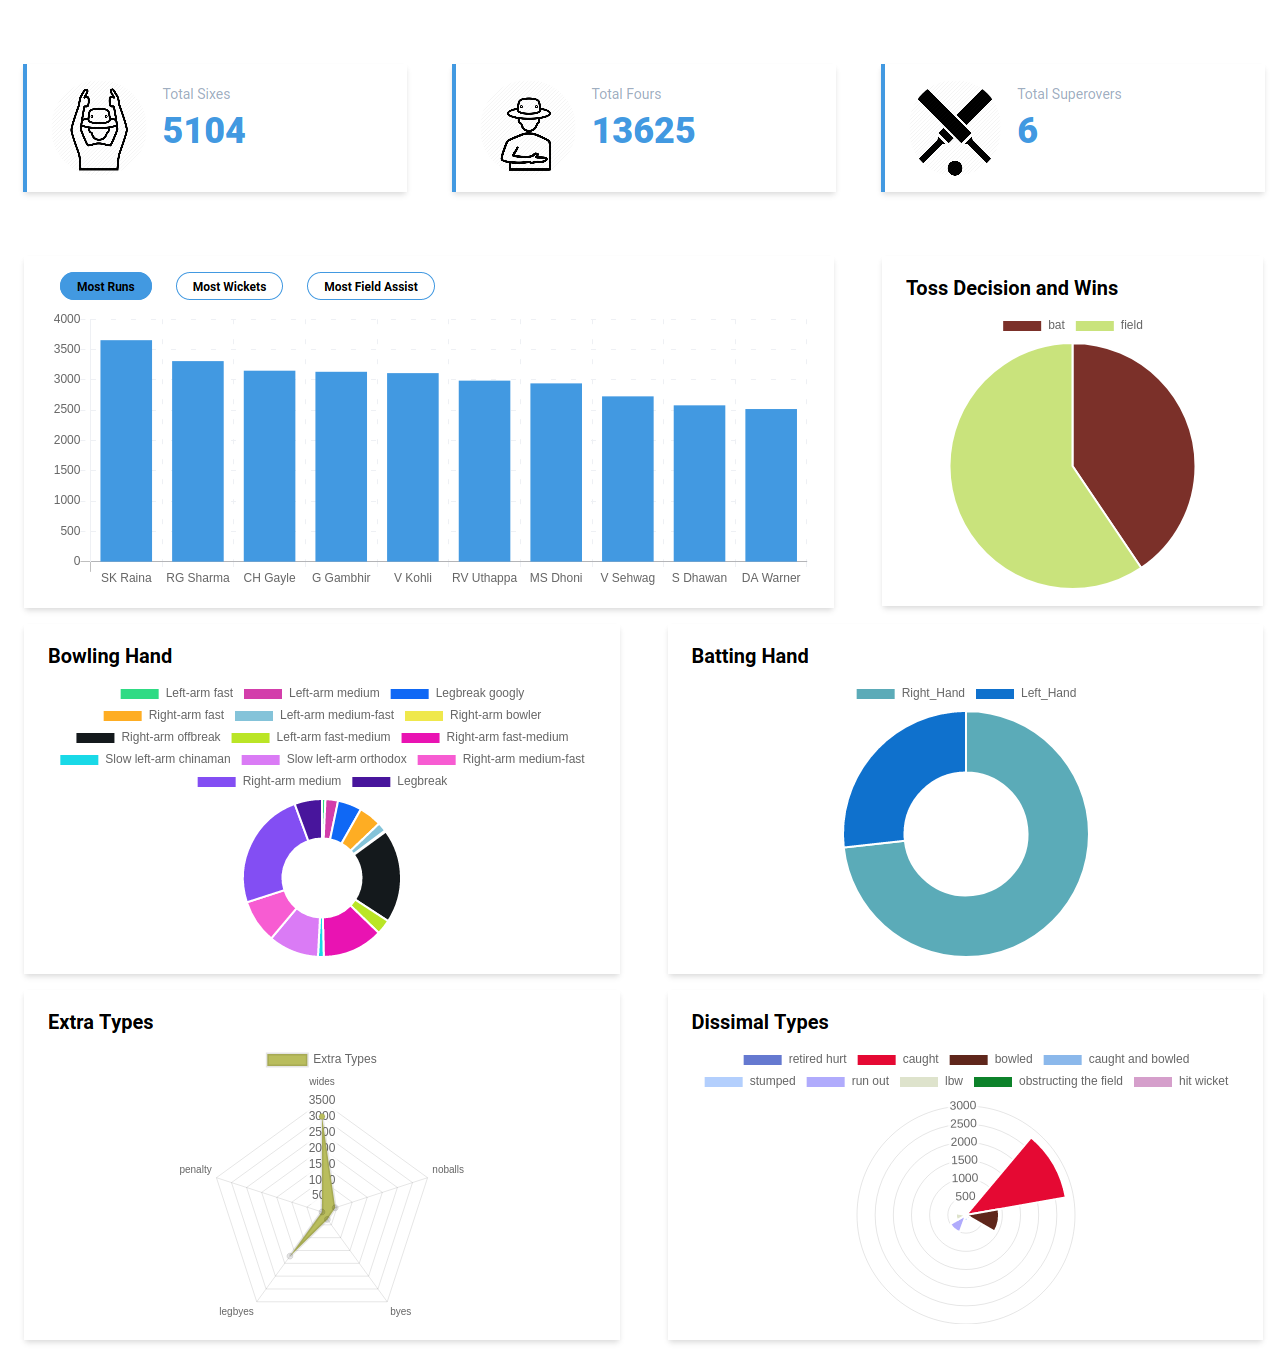 Total Sixes
5104
Total Fours
13625
Total Superovers
6
Most Runs Most Wickets Most Field Assist
4000
3500
3000
2500
2000
1500
1000
500
0
SK Raina RG Sharma CH Gayle G Gambhir V Kohli RV Uthappa MS Dhoni V Sehwag S Dhawan DA Warner
Toss Decision and Wins
bat field
Bowling Hand
Left-arm fast Left-arm medium Legbreak googly
Right-arm fast Left-arm medium-fast Right-arm bowler
Right-arm offbreak Left-arm fast-medium Right-arm fast-medium
Slow left-arm chinaman Slow left-arm orthodox Right-arm medium-fast
Right-arm medium Legbreak
Batting Hand
Right_Hand Left_Hand
Extra Types
Extra Types
wides
3500
3000
2500
2000
1500
1000
500
penalty
noballs
legbyes
byes
Dissimal Types
retired hurt caught bowled caught and bowled
stumped run out lbw obstructing the field hit wicket
3000
2500
2000
1500
1000
500